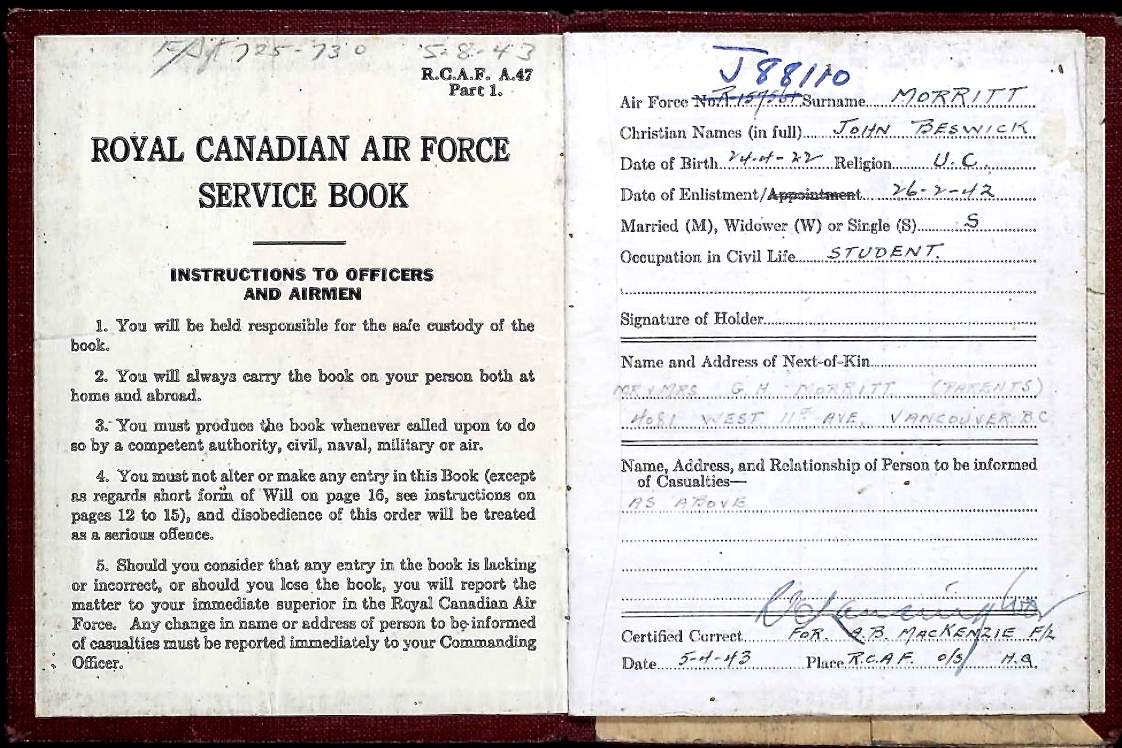 725-730 5-8-43
R.C.A.F. A.47
Part 1.
ROYAL CANADIAN AIR FORCE
SERVICE BOOK
INSTRUCTIONS TO OFFICERS
AND AIRMEN
1. You will be held responsible for the safe custody of the
book.
2. You will always carry the book on your person both at
home and abroad.
3. You must produce the book whenever called upon to do
so by a competent authority, civil, naval, military or air.
4. You must not alter or make any entry in this Book (except
as regards short form of Will on page 16, see instructions on
pages 12 to 15), and disobedience of this order will be treated
as a serious offence.
5. Should you consider that any entry in the book is lacking
or incorrect, or should you lose the book, you will report the
matter to your immediate superior in the Royal Canadian Air
Force. Any change in name or address of person to be informed
of casualties must be reported immediately to your Commanding
Officer.
J88110
Air Force No. Surname MORRITT
Christian Names (in full) JOHN BESWICK
Date of Birth 24-4-22 Religion U.C.
Date of Enlistment/Appointment 26-2-42
Married (M), Widower (W) or Single (S) S
Occupation in Civil Life STUDENT.
Signature of Holder
Name and Address of Next-of-Kin
MR & MRS G. H MORRITT (PARENTS)
4081 WEST 11TH AVE, VANCOUVER B.C
Name, Address, and Relationship of Person to be informed
of Casualties—
AS ABOVE
Certified Correct FOR A.B. MACKENZIE F/L
Date 5-4-43 Place R.C.A.F. O/S H.Q.